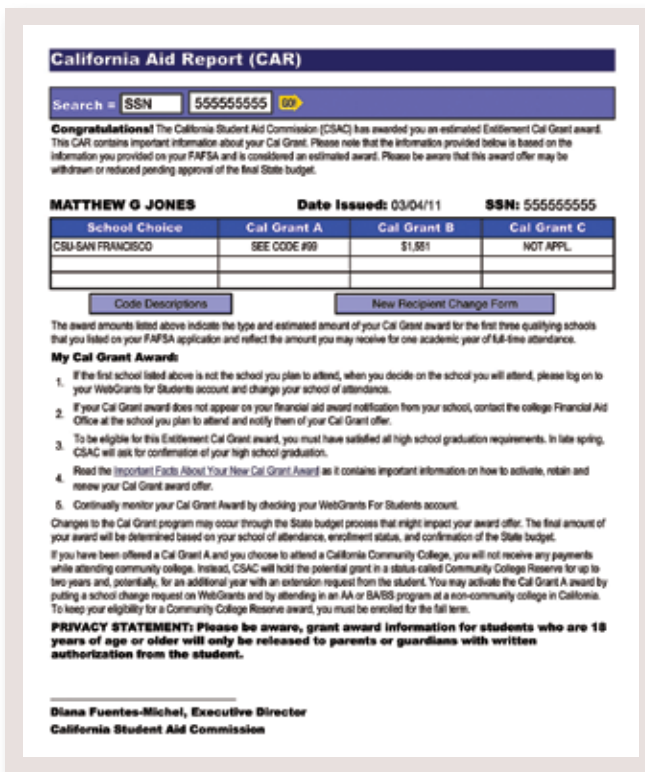 California Aid Report (CAR)
Search = SSN 555555555 GO!
Congratulations! The California Student Aid Commission (CSAC) has awarded you an estimated Entitlement Cal Grant award.
This CAR contains important information about your Cal Grant. Please note that the information provided below is based on the
information you provided on your FAFSA and is considered an estimated award. Please be aware that this award offer may be
withdrawn or reduced pending approval of the final State budget.
MATTHEW G JONES Date Issued: 03/04/11 SSN: 555555555
School Choice Cal Grant A Cal Grant B Cal Grant C
CSU-SAN FRANCISCO SEE CODE #99 $1,551 NOT APPL.
Code Descriptions New Recipient Change Form
The award amounts listed above indicate the type and estimated amount of your Cal Grant award for the first three qualifying schools
that you listed on your FAFSA application and reflect the amount you may receive for one academic year of full-time attendance.
My Cal Grant Award:
1. If the first school listed above is not the school you plan to attend, when you decide on the school you will attend, please log on to
your WebGrants for Students account and change your school of attendance.
2. If your Cal Grant award does not appear on your financial aid award notification from your school, contact the college Financial Aid
Office at the school you plan to attend and notify them of your Cal Grant offer.
3. To be eligible for this Entitlement Cal Grant award, you must have satisfied all high school graduation requirements. In late spring,
CSAC will ask for confirmation of your high school graduation.
4. Read the Important Facts About Your New Cal Grant Award as it contains important information on how to activate, retain and
renew your Cal Grant award offer.
5. Continually monitor your Cal Grant Award by checking your WebGrants For Students account.
Changes to the Cal Grant program may occur through the State budget process that might impact your award offer. The final amount of
your award will be determined based on your school of attendance, enrollment status, and confirmation of the State budget.
If you have been offered a Cal Grant A and you choose to attend a California Community College, you will not receive any payments
while attending community college. Instead, CSAC will hold the potential grant in a status called Community College Reserve for up to
two years and, potentially, for an additional year with an extension request from the student. You may activate the Cal Grant A award by
putting a school change request on WebGrants and by attending in an AA or BA/BS program at a non-community college in California.
To keep your eligibility for a Community College Reserve award, you must be enrolled for the fall term.
PRIVACY STATEMENT: Please be aware, grant award information for students who are 18
years of age or older will only be released to parents or guardians with written
authorization from the student.
Diana Fuentes-Michel, Executive Director
California Student Aid Commission